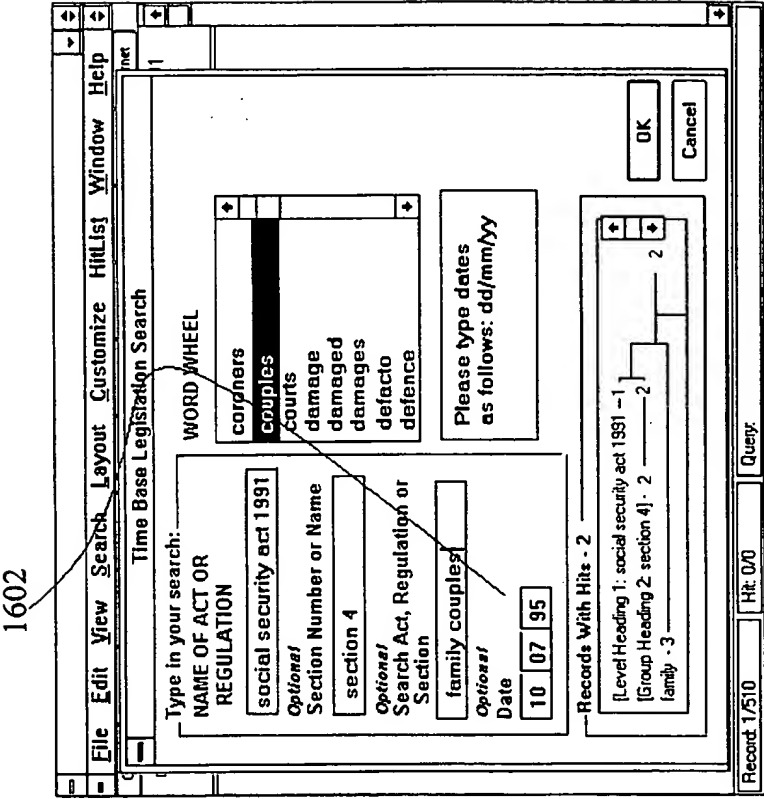 1602
File Edit View Search Layout Customize HitList Window Help
Time Base Legislation Search
Type in your search:
NAME OF ACT OR
REGULATION
social security act 1991
Optional
Section Number or Name
section 4
Optional
Search Act, Regulation or
Section
family couples
Optional
Date
10 07 95
WORD WHEEL
coroners
couples
courts
damage
damaged
damages
defacto
defence
Please type dates
as follows: dd/mm/yy
Records With Hits - 2
[Level Heading 1: social security act 1991 - 1
[Group Heading 2: section 4] - 2 2
family - 3 2
OK
Cancel
Record: 1/510 Hit: 0/0 Query: